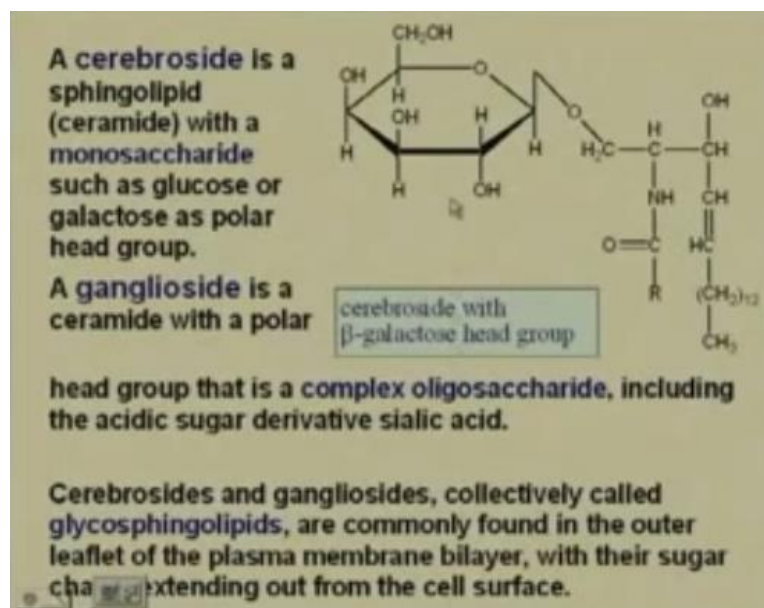 A cerebroside is a
sphingolipid
(ceramide) with a
monosaccharide
such as glucose or
galactose as polar
head group.
A ganglioside is a
ceramide with a polar
head group that is a complex oligosaccharide, including
the acidic sugar derivative sialic acid.
Cerebrosides and gangliosides, collectively called
glycosphingolipids, are commonly found in the outer
leaflet of the plasma membrane bilayer, with their sugar
extending out from the cell surface.
CH₂OH
OH
O
H
OH
H
H
H
H
OH
O
H₂C
H
C
OH
CH
NH
CH
O
C
HC
R
(CH₂)₁₂
CH₃
cerebroside with
β-galactose head group